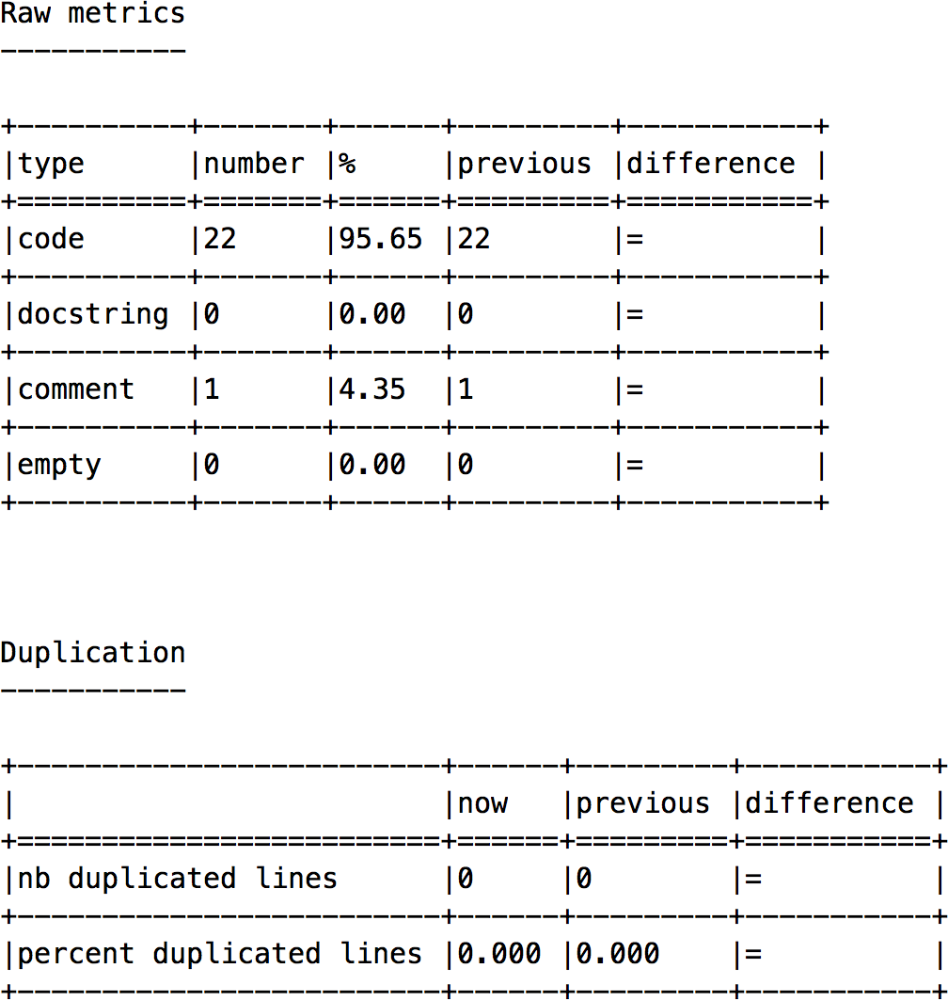 Raw metrics
-----------
+----------+-------+------+---------+-----------+
|type      |number |%     |previous |difference |
+==========+=======+======+=========+===========+
|code      |22     |95.65 |22       |=          |
+----------+-------+------+---------+-----------+
|docstring |0      |0.00  |0        |=          |
+----------+-------+------+---------+-----------+
|comment   |1      |4.35  |1        |=          |
+----------+-------+------+---------+-----------+
|empty     |0      |0.00  |0        |=          |
+----------+-------+------+---------+-----------+
Duplication
-----------
+-------------------------+------+---------+-----------+
|                         |now   |previous |difference |
+=========================+======+=========+===========+
|nb duplicated lines      |0     |0        |=          |
+-------------------------+------+---------+-----------+
|percent duplicated lines |0.000 |0.000    |=          |
+-------------------------+------+---------+-----------+